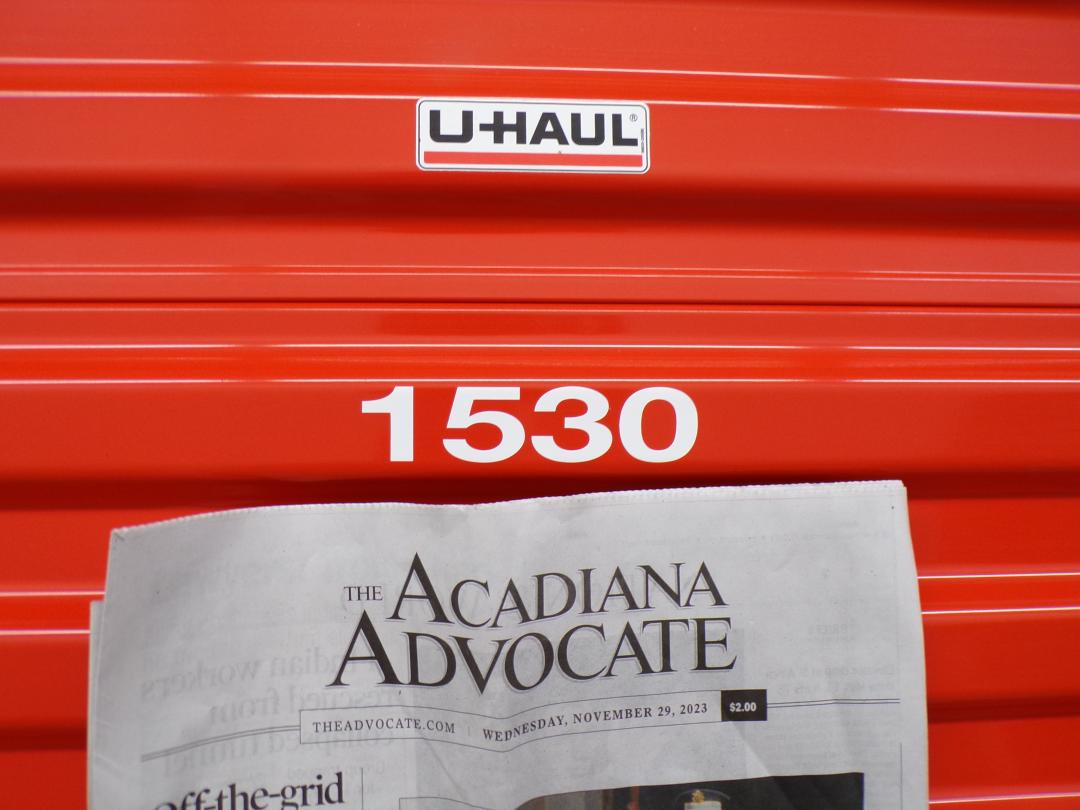 U-HAUL®
1530
THE ACADIANA
ADVOCATE
THEADVOCATE.COM | WEDNESDAY, NOVEMBER 29, 2023 $2.00
Off-the-grid